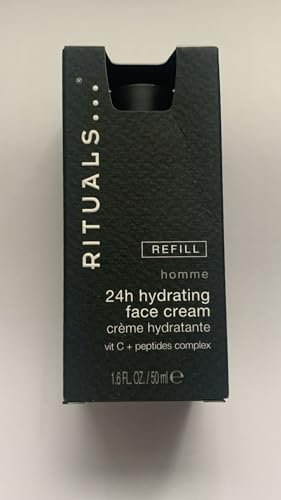 RITUALS...®
REFILL
homme
24h hydrating
face cream
crème hydratante
vit C + peptides complex
1.6 FL. OZ. / 50 ml ℮